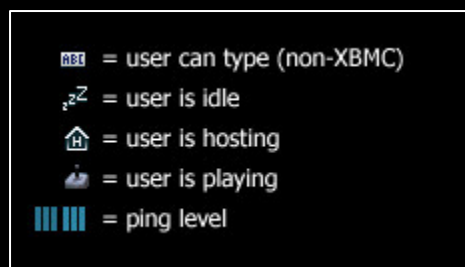 ABC = user can type (non-XBMC)
zzZ = user is idle
H = user is hosting
= user is playing
= ping level